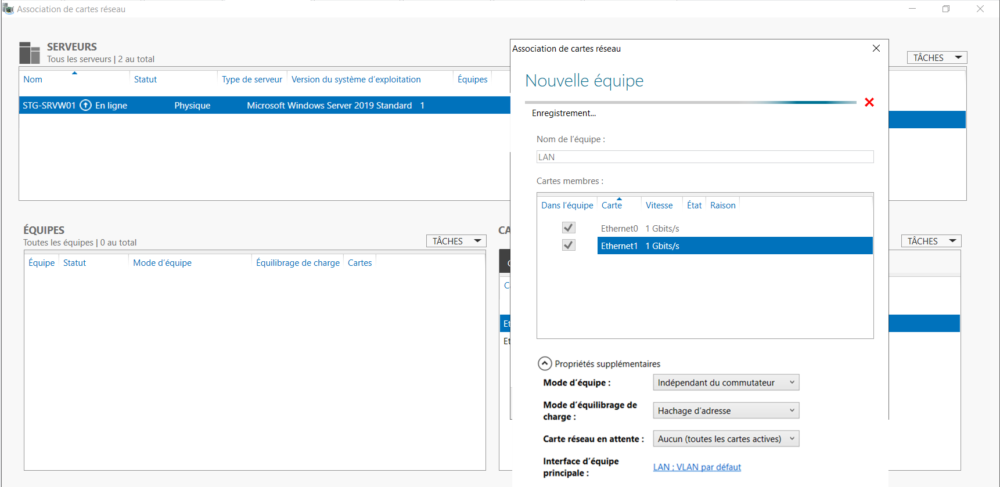 Association de cartes réseau
SERVEURS
Tous les serveurs | 2 au total
TÂCHES
Nom Statut Type de serveur Version du système d'exploitation Équipes
STG-SRVW01 En ligne Physique Microsoft Windows Server 2019 Standard 1
ÉQUIPES
Toutes les équipes | 0 au total
TÂCHES
Équipe Statut Mode d'équipe Équilibrage de charge Cartes
CA
TÂCHES
C
C
Et
Et
Association de cartes réseau
Nouvelle équipe
Enregistrement...
Nom de l'équipe :
LAN
Cartes membres :
Dans l'équipe Carte Vitesse État Raison
Ethernet0 1 Gbits/s
Ethernet1 1 Gbits/s
Propriétés supplémentaires
Mode d'équipe : Indépendant du commutateur
Mode d'équilibrage de
charge : Hachage d'adresse
Carte réseau en attente : Aucun (toutes les cartes actives)
Interface d'équipe
principale : LAN ; VLAN par défaut